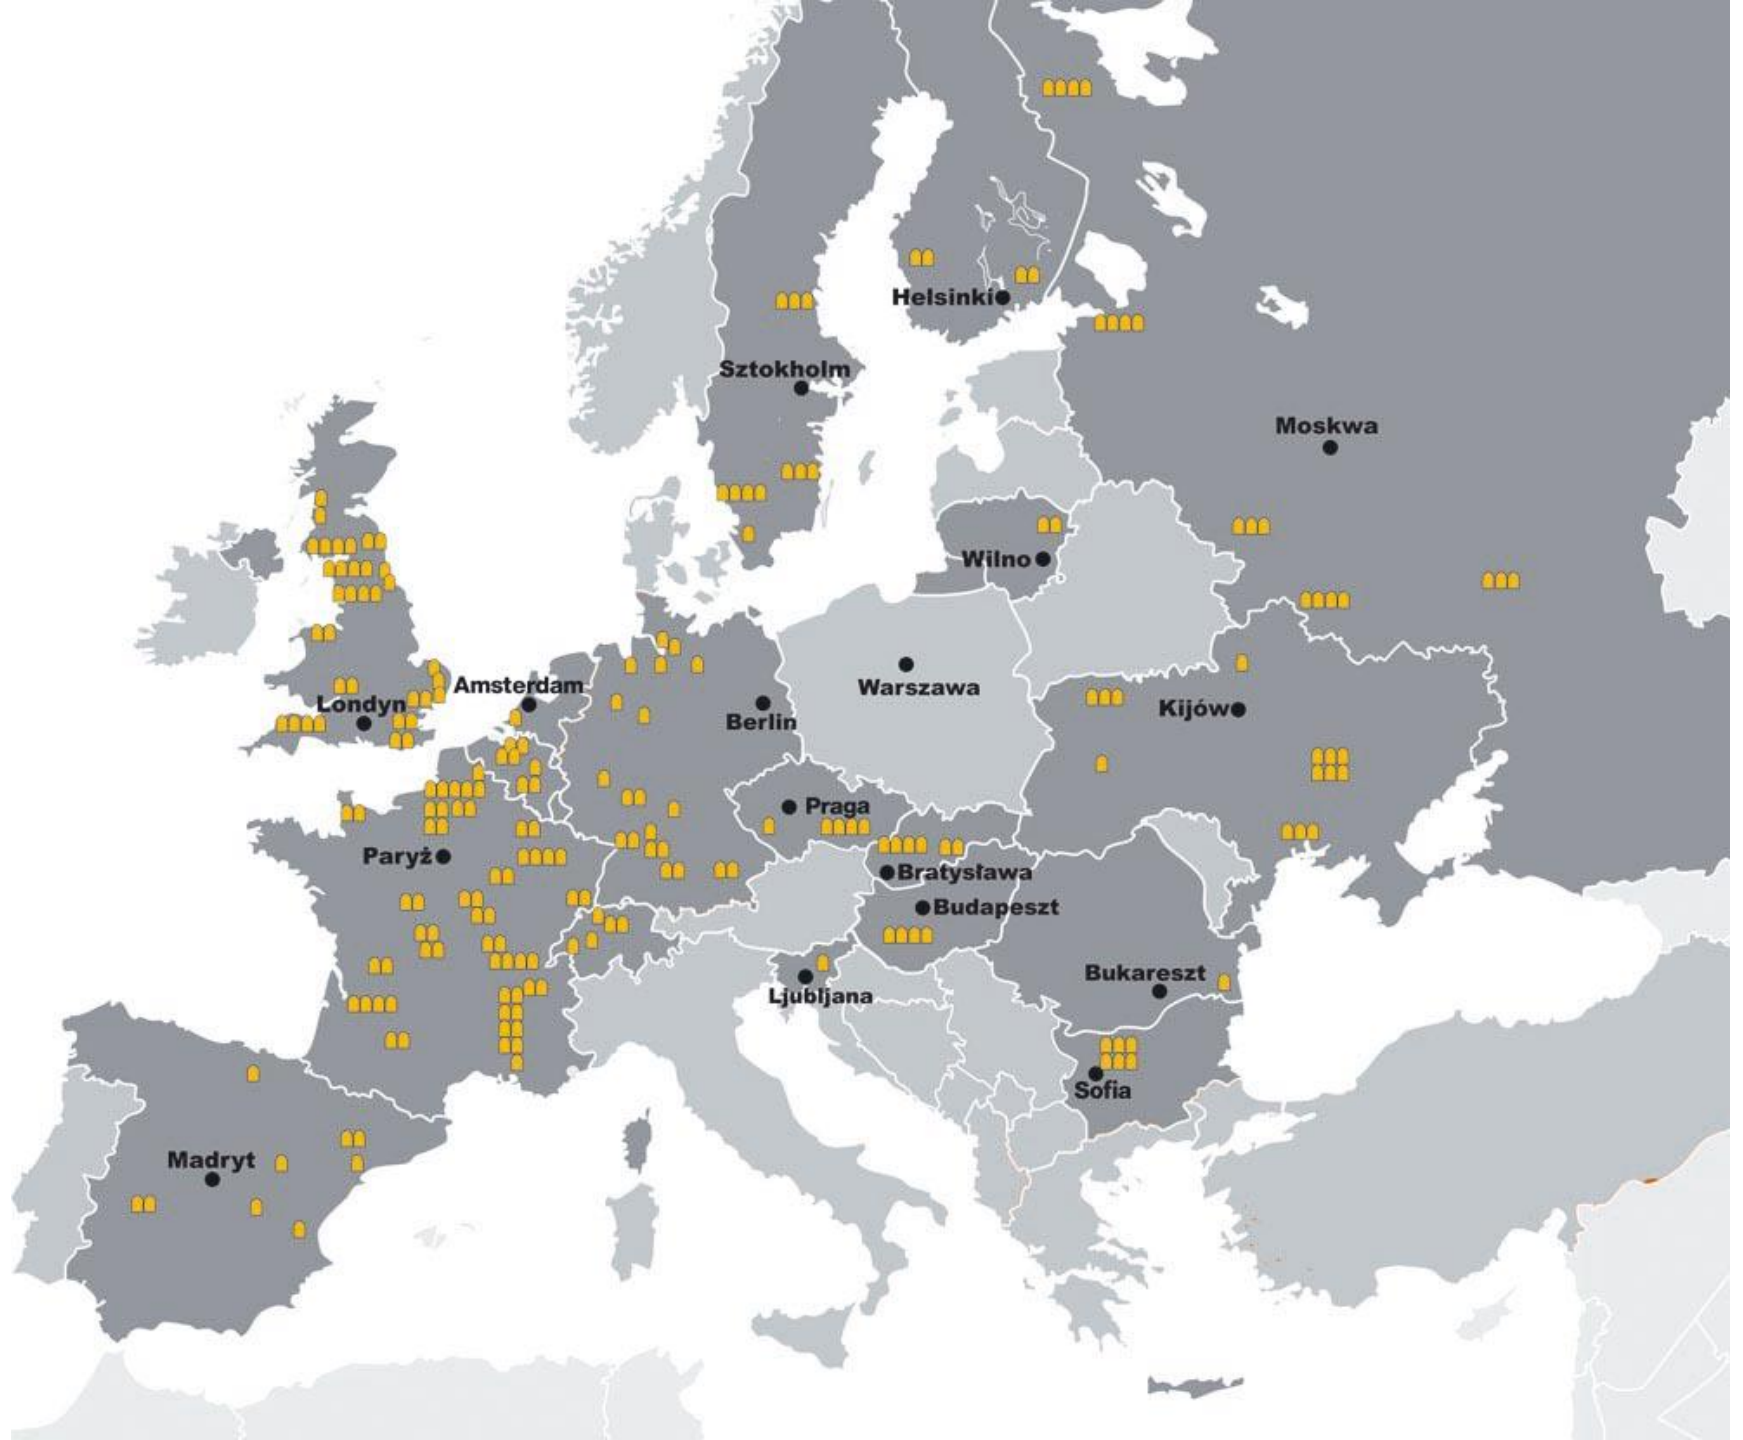 Helsinki
Sztokholm
Moskwa
Wilno
Amsterdam
Warszawa
Londyn
Kijów
Berlin
Praga
Paryż
Bratysława
Budapeszt
Bukareszt
Ljubljana
Sofia
Madryt